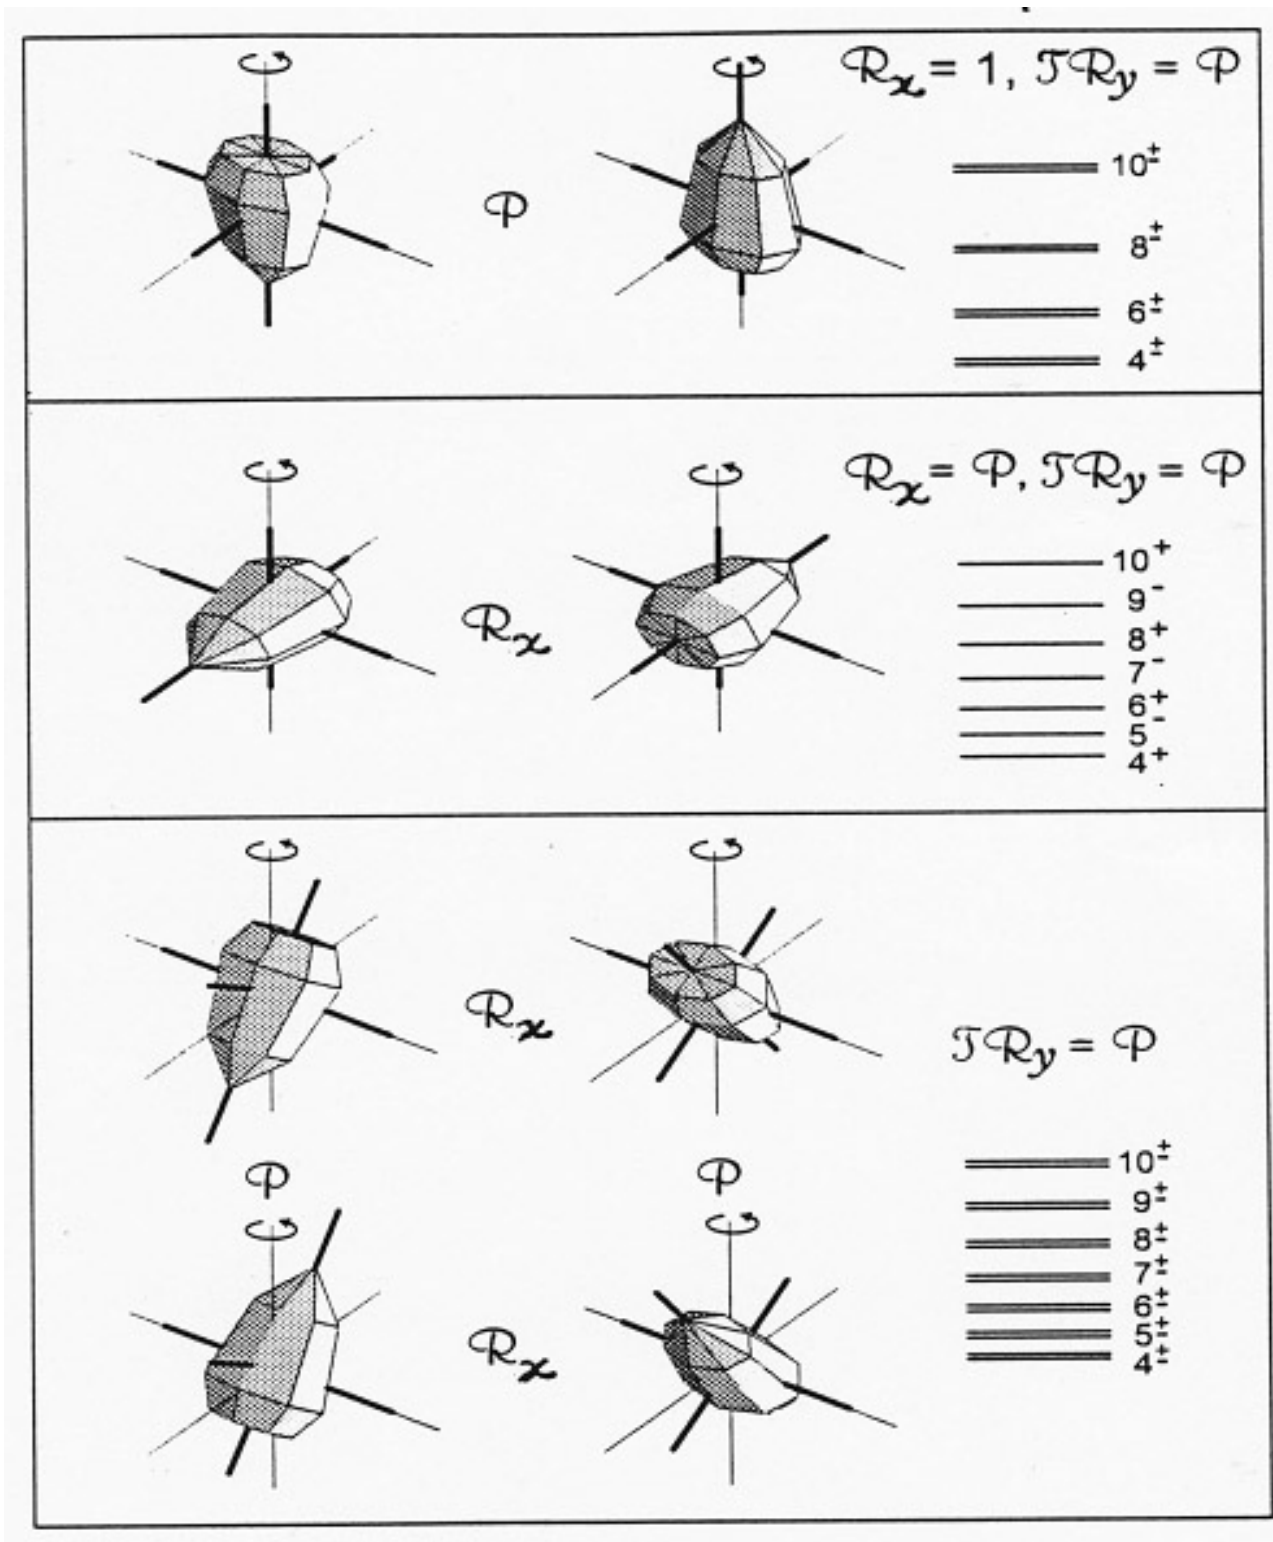 ℛx = 1, 𝒯ℛy = 𝒫
𝒫
10±
8±
6±
4±
ℛx = 𝒫, 𝒯ℛy = 𝒫
ℛx
10+
9-
8+
7-
6+
5-
4+
ℛx
𝒯ℛy = 𝒫
𝒫 𝒫
ℛx
10±
9±
8±
7±
6±
5±
4±